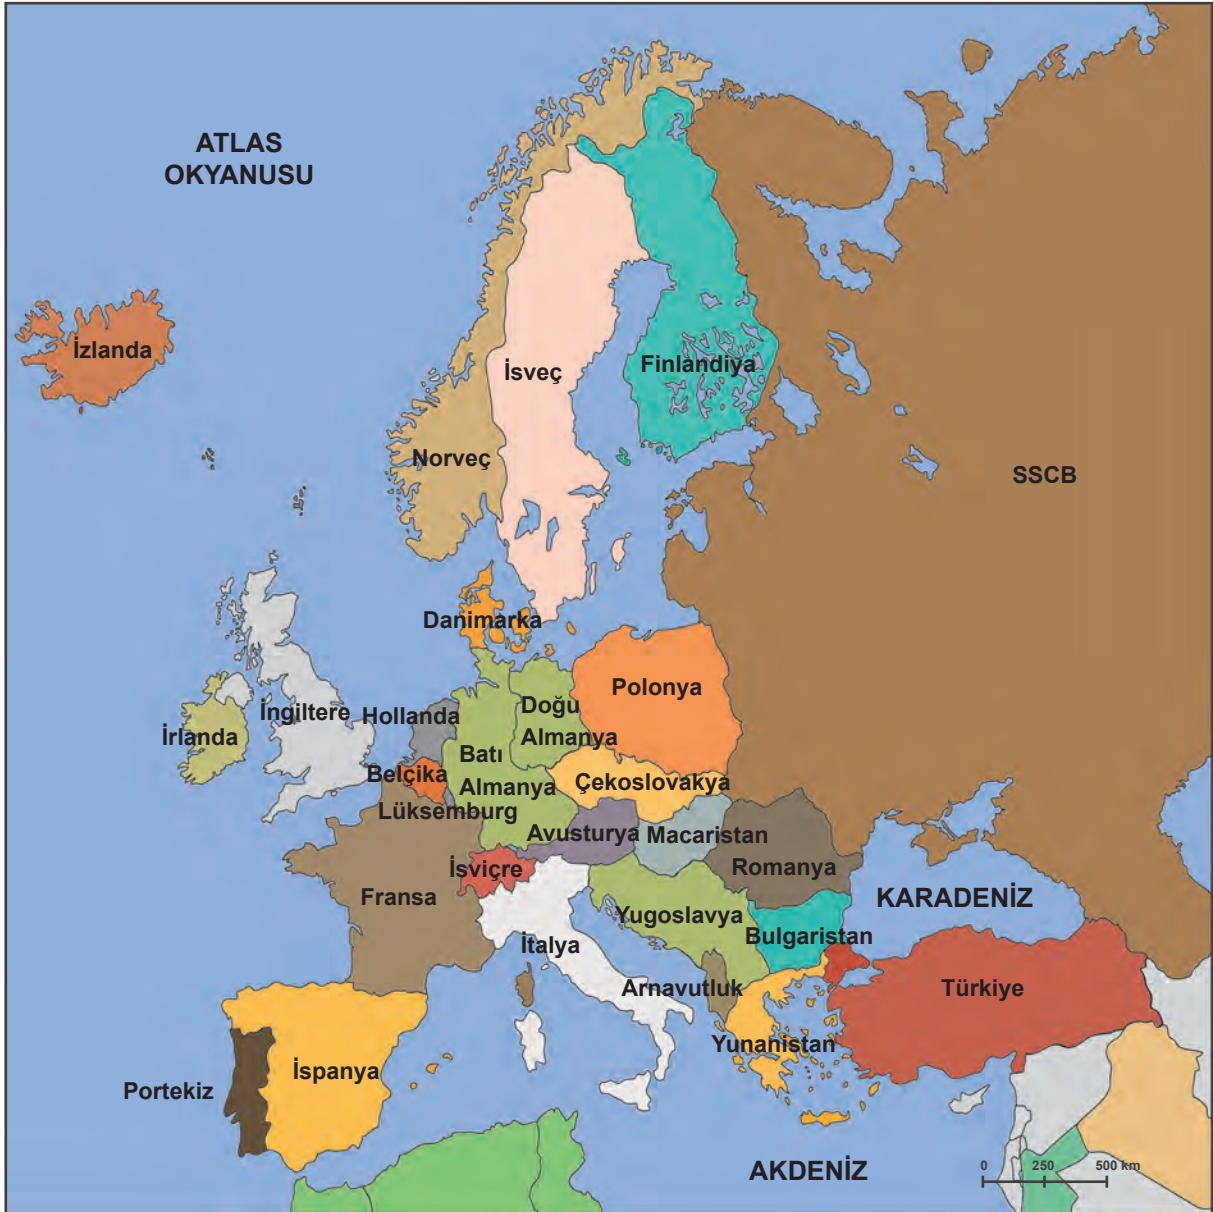 ATLAS
OKYANUSU
İzlanda
İsveç
Finlandiya
Norveç
SSCB
Danimarka
Polonya
İngiltere
Hollanda
Doğu
Almanya
İrlanda
Batı
Almanya
Belçika
Çekoslovakya
Lüksemburg
Avusturya
Macaristan
İsviçre
Romanya
Fransa
KARADENİZ
Yugoslavya
Bulgaristan
İtalya
Arnavutluk
Türkiye
Yunanistan
İspanya
Portekiz
AKDENİZ
0 250 500 km